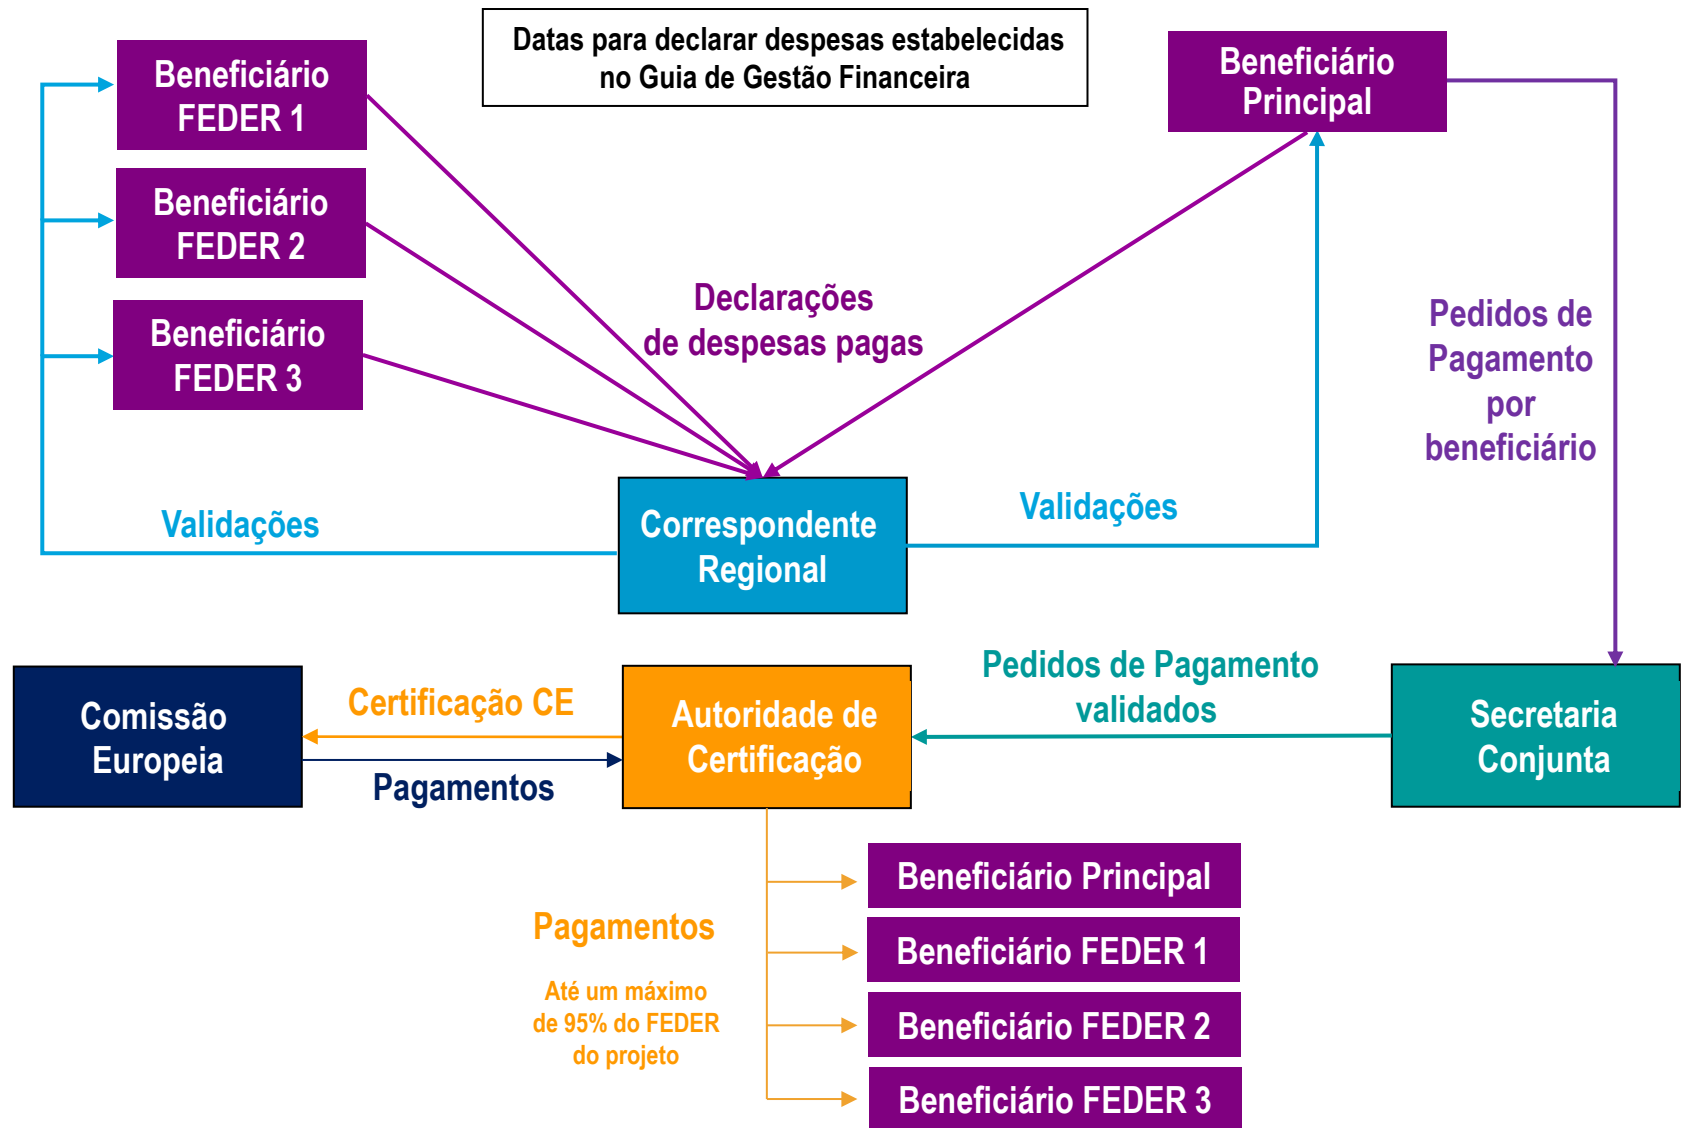 Datas para declarar despesas estabelecidas
no Guia de Gestão Financeira
Beneficiário
FEDER 1
Beneficiário
FEDER 2
Beneficiário
FEDER 3
Beneficiário
Principal
Declarações
de despesas pagas
Pedidos de
Pagamento
por
beneficiário
Validações
Correspondente
Regional
Validações
Comissão
Europeia
Certificação CE
Pagamentos
Autoridade de
Certificação
Pedidos de Pagamento
validados
Secretaria
Conjunta
Pagamentos
Até um máximo
de 95% do FEDER
do projeto
Beneficiário Principal
Beneficiário FEDER 1
Beneficiário FEDER 2
Beneficiário FEDER 3